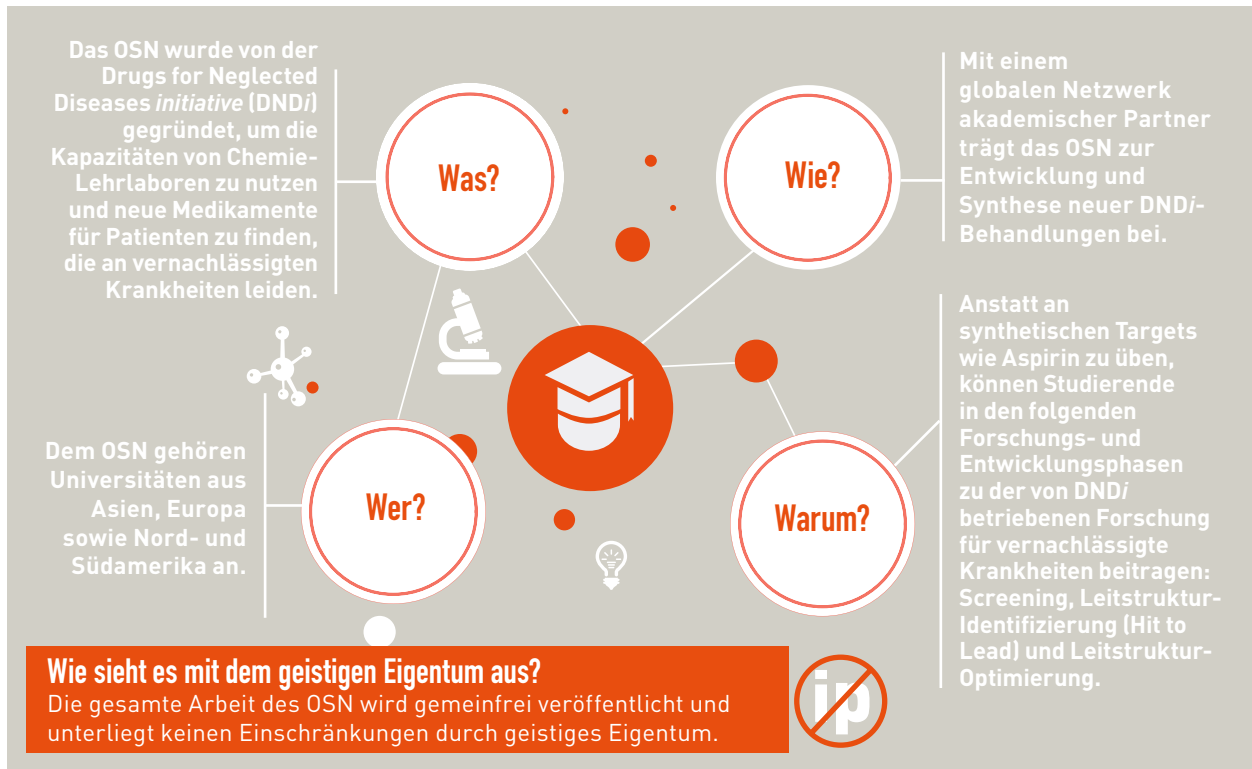 Das OSN wurde von der
Drugs for Neglected
Diseases initiative (DNDi)
gegründet, um die
Kapazitäten von Chemie-
Lehrlaboren zu nutzen
und neue Medikamente
für Patienten zu finden,
die an vernachlässigten
Krankheiten leiden.
Was?
Wie?
Mit einem
globalen Netzwerk
akademischer Partner
trägt das OSN zur
Entwicklung und
Synthese neuer DNDi-
Behandlungen bei.
Dem OSN gehören
Universitäten aus
Asien, Europa
sowie Nord- und
Südamerika an.
Wer?
Warum?
Anstatt an
synthetischen Targets
wie Aspirin zu üben,
können Studierende
in den folgenden
Forschungs- und
Entwicklungsphasen
zu der von DNDi
betriebenen Forschung
für vernachlässigte
Krankheiten beitragen:
Screening, Leitstruktur-
Identifizierung (Hit to
Lead) und Leitstruktur-
Optimierung.
Wie sieht es mit dem geistigen Eigentum aus?
Die gesamte Arbeit des OSN wird gemeinfrei veröffentlicht und
unterliegt keinen Einschränkungen durch geistiges Eigentum.
ip